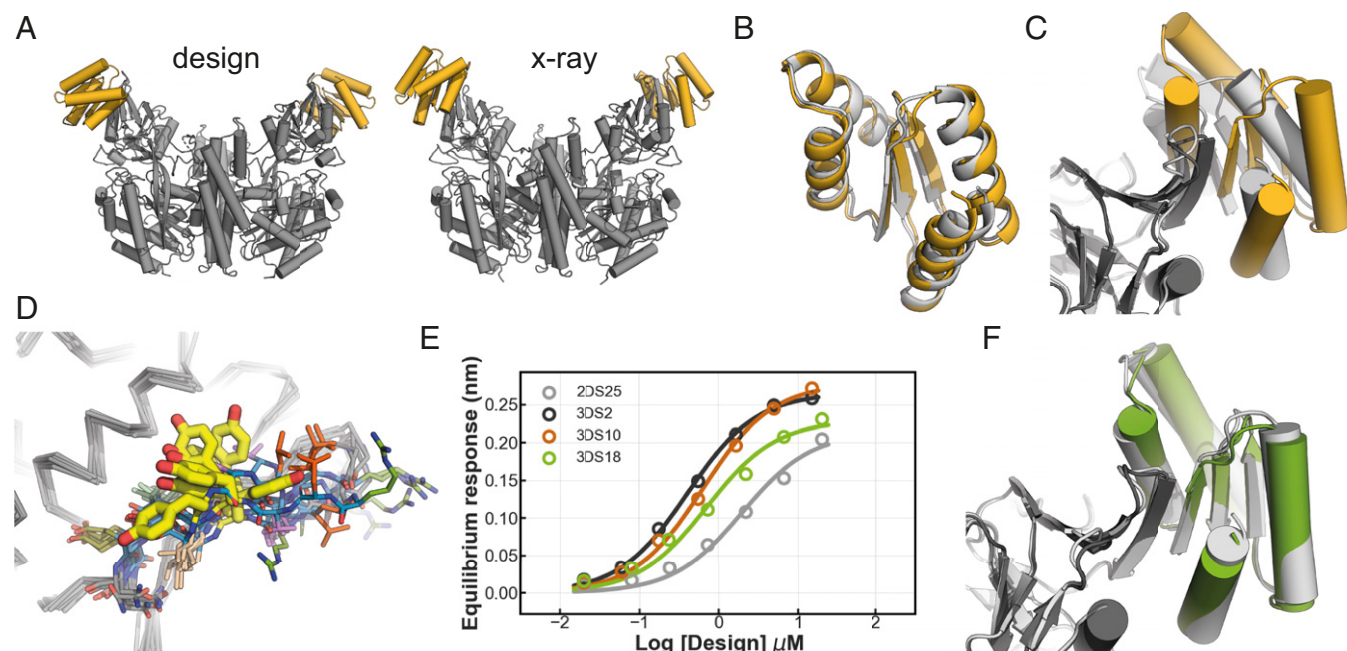 A
design
x-ray
B
C
D
E
Equilibrium response (nm)
0.25
0.20
0.15
0.10
0.05
0.00
2DS25
3DS2
3DS10
3DS18
−2
−1
0
1
2
Log [Design] μM
F